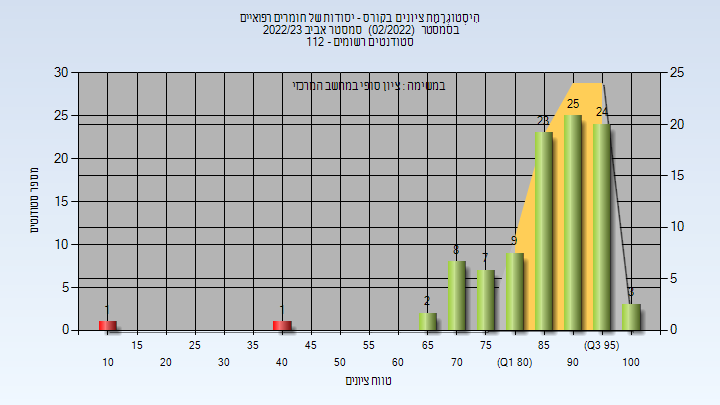 היסטוגרמת ציונים בקורס - יסודות של חומרים רפואיים
בסמסטר (02/2022) סמסטר אביב 2022/23
סטודנטים רשומים - 112
במשימה : ציון סופי במחשב המרכזי
מספר סטודנטים
30
25
20
15
10
5
0
25
20
15
10
5
0
1
1
2
8
7
9
23
25
24
3
15 25 35 45 55 65 75 85 (Q3 95)
10 20 30 40 50 60 70 (Q1 80) 90 100
טווח ציונים